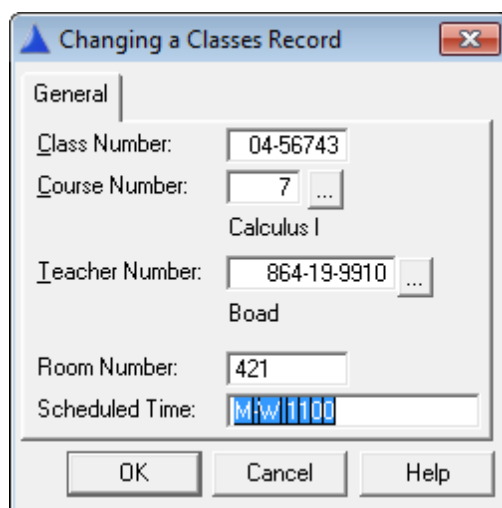 Changing a Classes Record
General
Class Number: 04-56743
Course Number: 7 ...
Calculus I
Teacher Number: 864-19-9910 ...
Boad
Room Number: 421
Scheduled Time: M-W 1100
OK Cancel Help